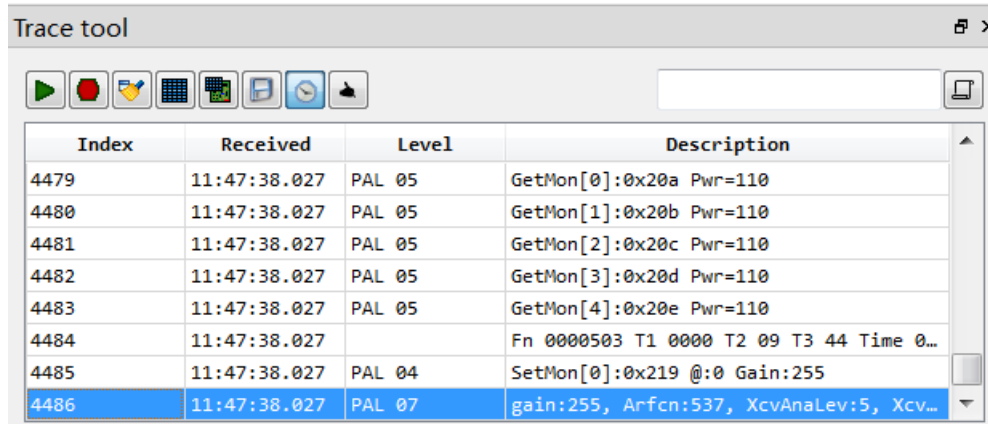 Trace tool
Index Received Level Description
4479 11:47:38.027 PAL 05 GetMon[0]:0x20a Pwr=110
4480 11:47:38.027 PAL 05 GetMon[1]:0x20b Pwr=110
4481 11:47:38.027 PAL 05 GetMon[2]:0x20c Pwr=110
4482 11:47:38.027 PAL 05 GetMon[3]:0x20d Pwr=110
4483 11:47:38.027 PAL 05 GetMon[4]:0x20e Pwr=110
4484 11:47:38.027 Fn 0000503 T1 0000 T2 09 T3 44 Time 0…
4485 11:47:38.027 PAL 04 SetMon[0]:0x219 @:0 Gain:255
4486 11:47:38.027 PAL 07 gain:255, Arfcn:537, XcvAnaLev:5, Xcv…